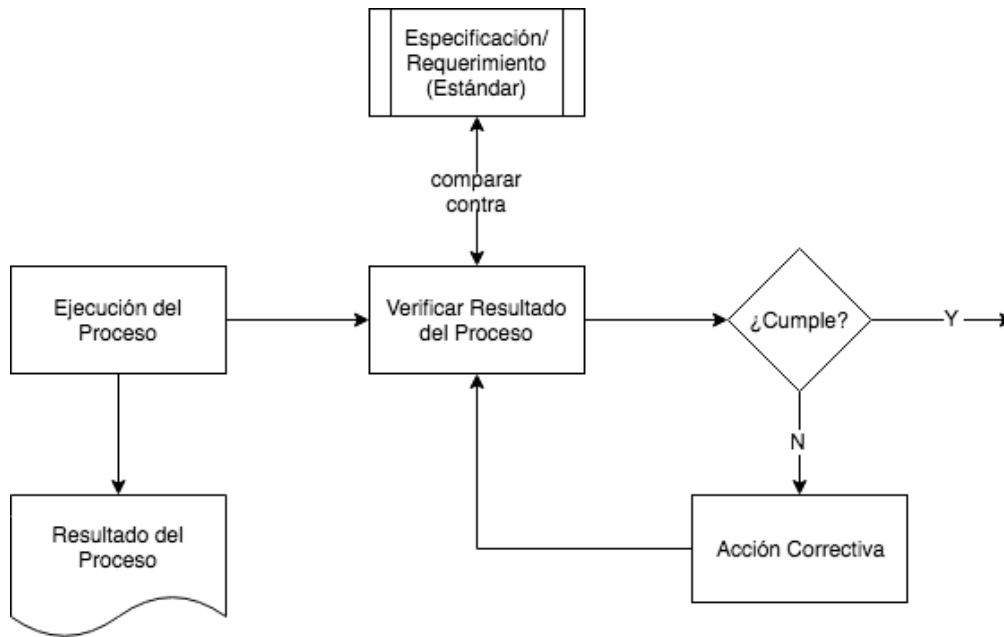 Especificación/
Requerimiento
(Estándar)
comparar
contra
Ejecución del
Proceso
Verificar Resultado
del Proceso
¿Cumple?
Y
N
Resultado del
Proceso
Acción Correctiva